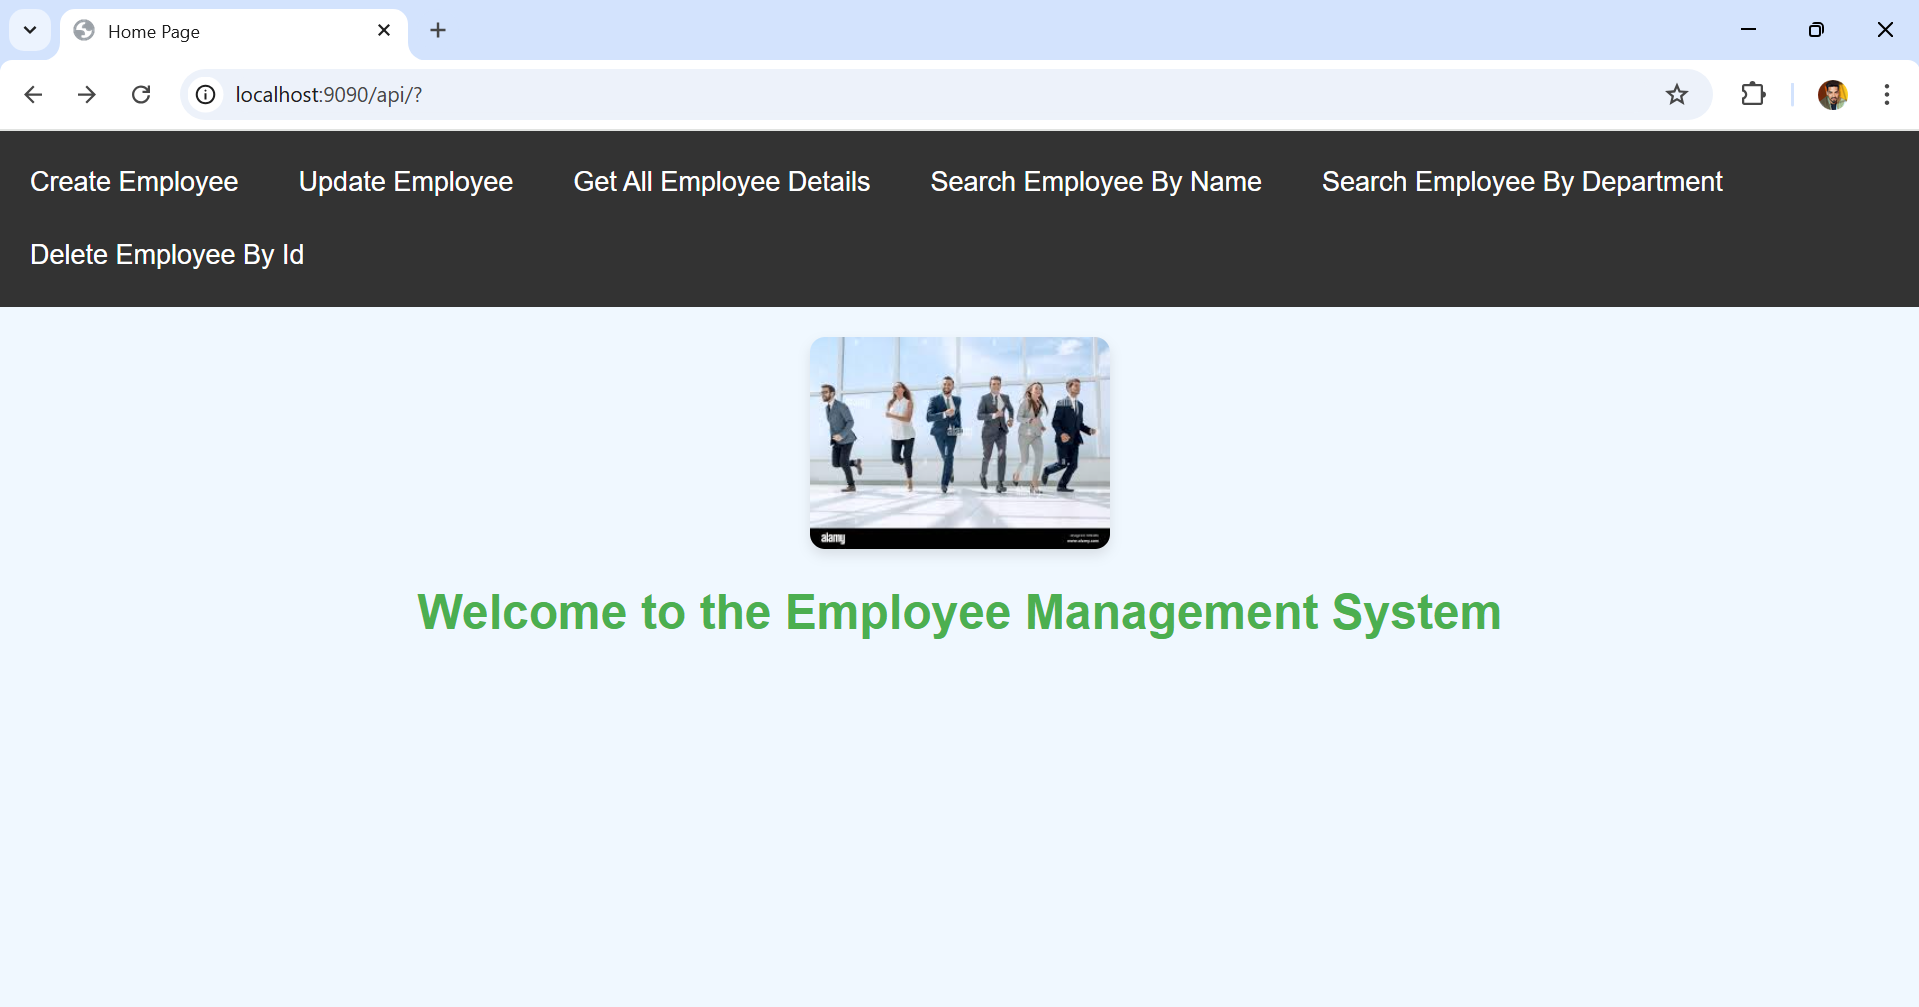 Home Page
localhost:9090/api/?
Create Employee Update Employee Get All Employee Details Search Employee By Name Search Employee By Department
Delete Employee By Id
alamy
Welcome to the Employee Management System